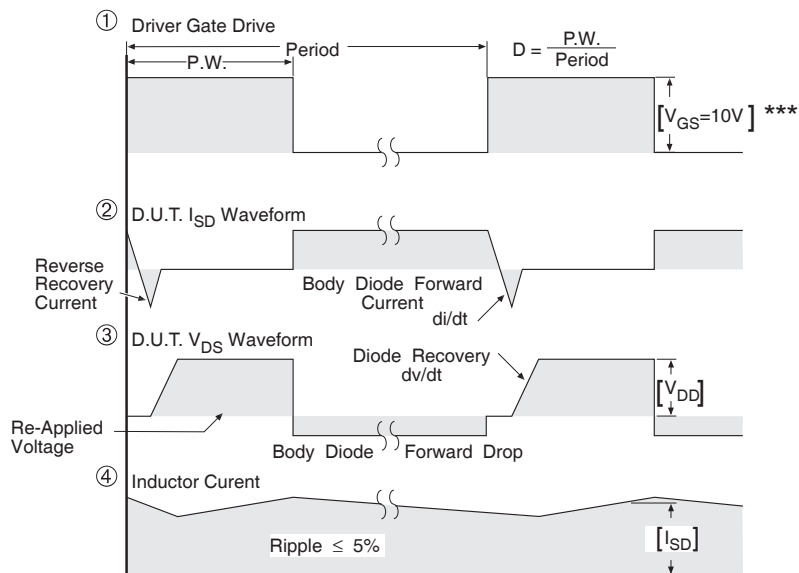 ① Driver Gate Drive
Period
P.W.
D = P.W. / Period
[VGS=10V] ***
② D.U.T. ISD Waveform
Reverse
Recovery
Current
Body Diode Forward
Current
di/dt
③ D.U.T. VDS Waveform
Diode Recovery
dv/dt
[VDD]
Re-Applied
Voltage
Body Diode Forward Drop
④ Inductor Curent
Ripple ≤ 5%
[ISD]